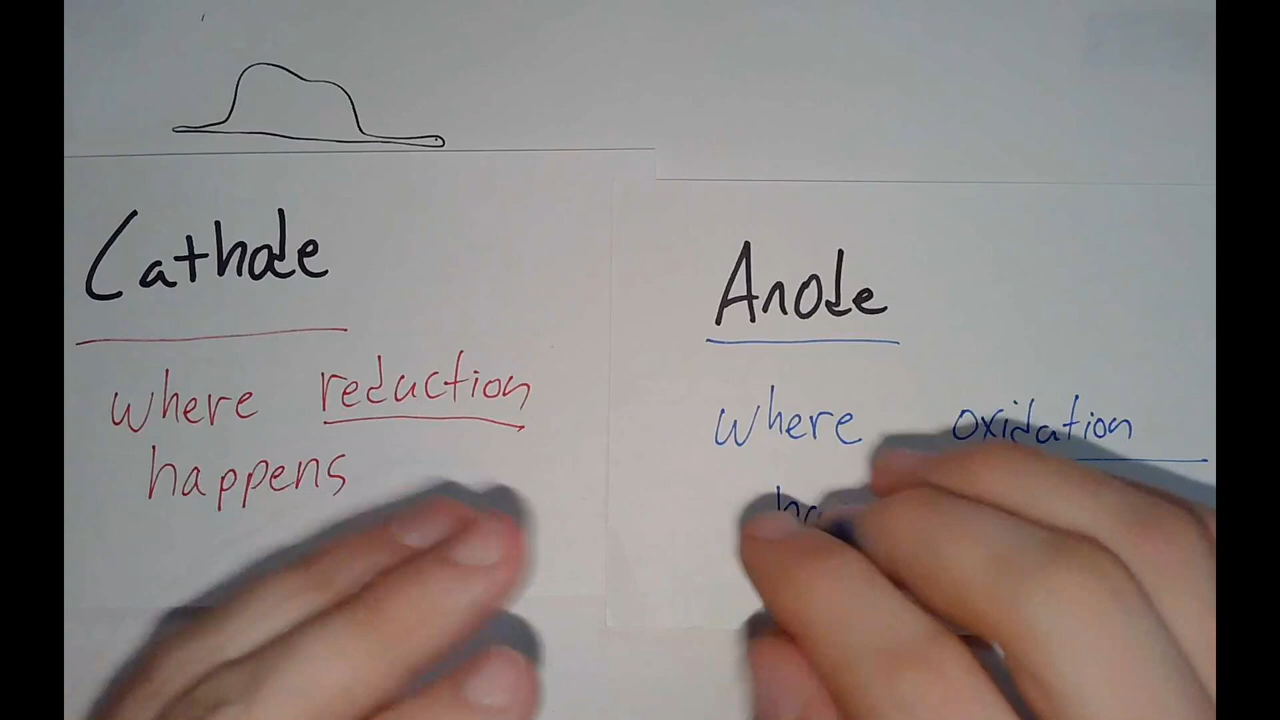 Cathode
where reduction
happens
Anode
where oxidation